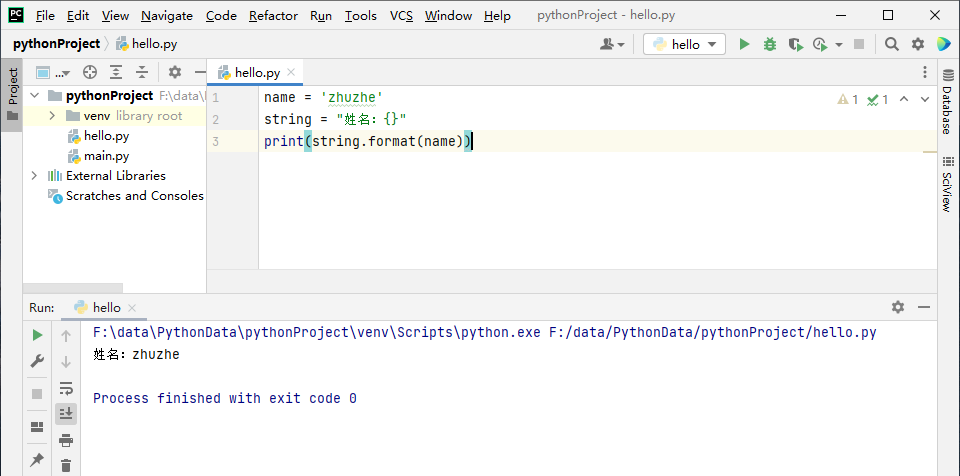 PC File Edit View Navigate Code Refactor Run Tools VCS Window Help pythonProject - hello.py
pythonProject hello.py hello
Project
... hello.py
pythonProject F:\data\
venv library root
hello.py
main.py
External Libraries
Scratches and Consoles
1 name = 'zhuzhe'
2 string = "姓名：{}"
3 print(string.format(name))
1 1
Database
SciView
Run: hello
F:\data\PythonData\pythonProject\venv\Scripts\python.exe F:/data/PythonData/pythonProject/hello.py
姓名：zhuzhe
Process finished with exit code 0